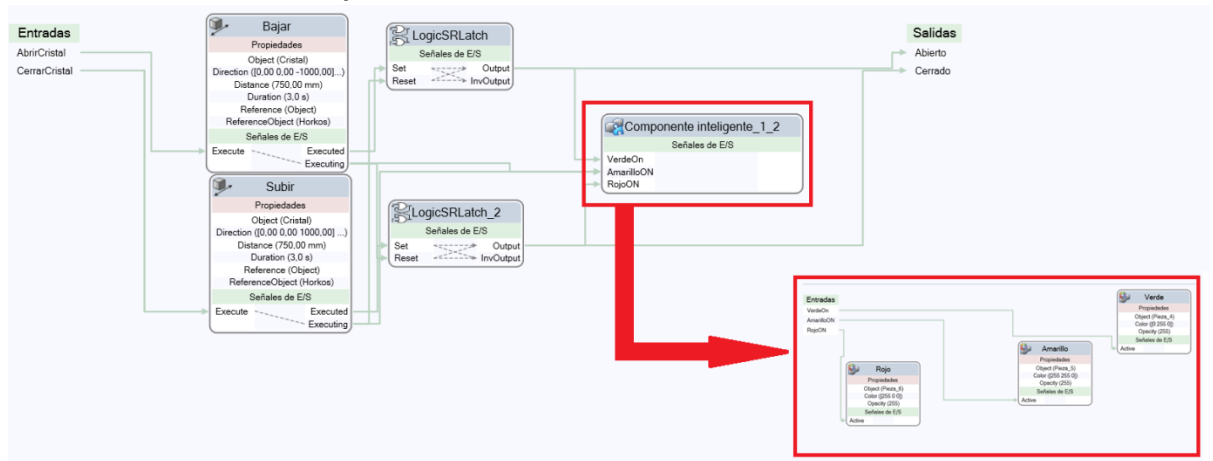 Entradas
AbrirCristal
CerrarCristal
Bajar
Propiedades
Object (Cristal)
Direction ([0,00 0,00 -1000,00]...)
Distance (750,00 mm)
Duration (3,0 s)
Reference (Object)
ReferenceObject (Horkos)
Señales de E/S
Execute
Executed
Executing
Subir
Propiedades
Object (Cristal)
Direction ([0,00 0,00 1000,00] ...)
Distance (750,00 mm)
Duration (3,0 s)
Reference (Object)
ReferenceObject (Horkos)
Señales de E/S
Execute
Executed
Executing
LogicSRLatch
Señales de E/S
Set Output
Reset InvOutput
LogicSRLatch_2
Señales de E/S
Set Output
Reset InvOutput
Componente inteligente_1_2
Señales de E/S
VerdeOn
AmarilloON
RojoON
Salidas
Abierto
Cerrado
Entradas
VerdeOn
AmarilloON
RojoON
Rojo
Propiedades
Object (Pieza_6)
Color ([255 0 0])
Opacity (255)
Señales de E/S
Active
Amarillo
Propiedades
Object (Pieza_5)
Color ([255 255 0])
Opacity (255)
Señales de E/S
Active
Verde
Propiedades
Object (Pieza_4)
Color ([0 255 0])
Opacity (255)
Señales de E/S
Active